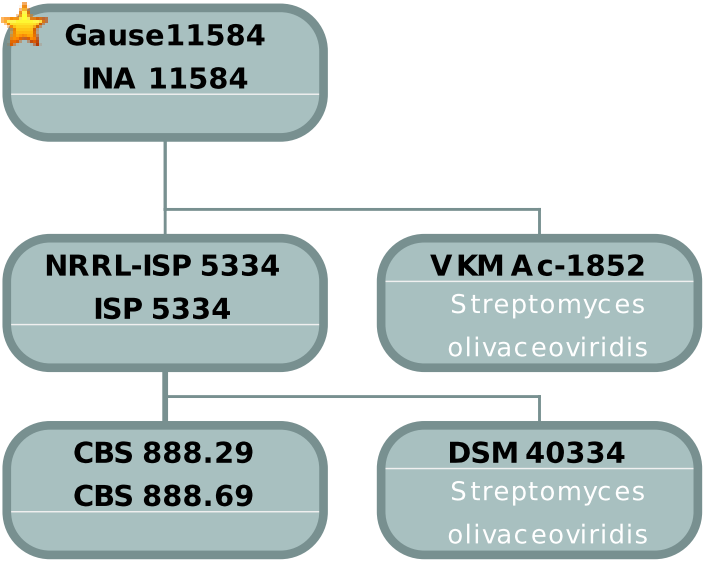 Gause11584
INA 11584
NRRL-ISP 5334
ISP 5334
VKM Ac-1852
Streptomyces
olivaceoviridis
CBS 888.29
CBS 888.69
DSM 40334
Streptomyces
olivaceoviridis